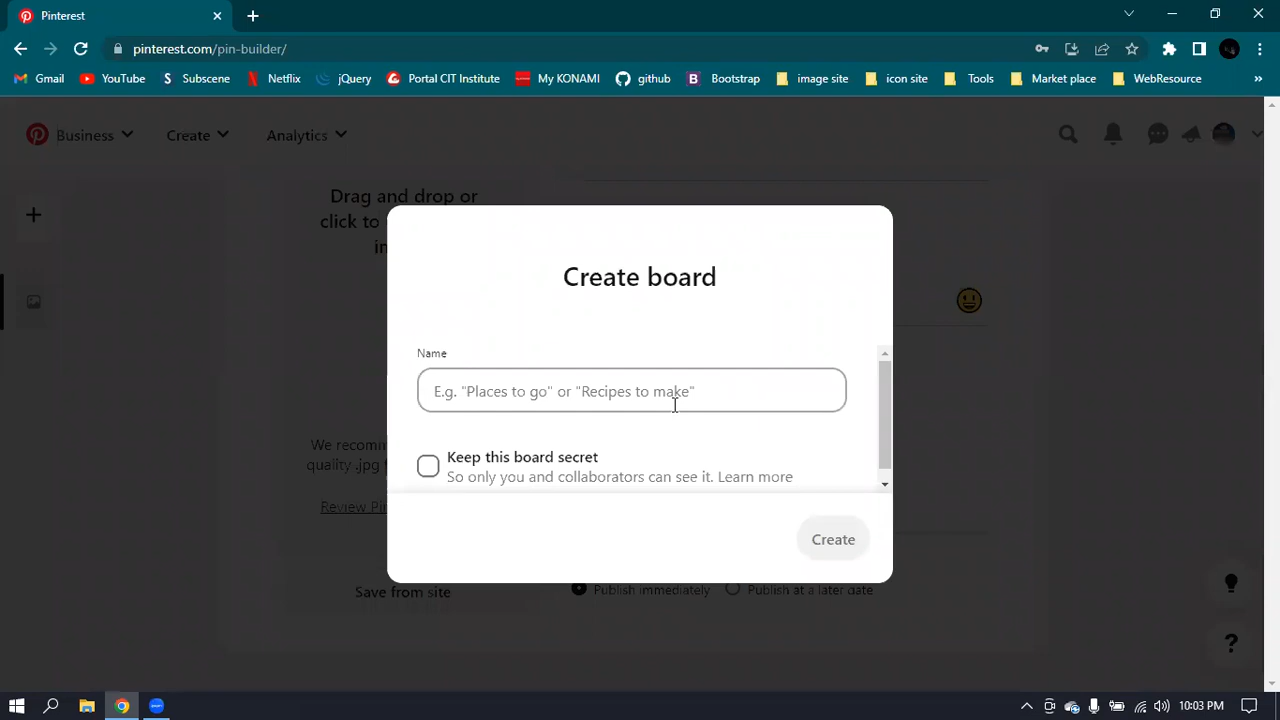 Pinterest
pinterest.com/pin-builder/
Gmail YouTube Subscene Netflix jQuery Portal CIT Institute My KONAMI github Bootstrap image site icon site Tools Market place WebResource »
Business Create Analytics
Drag and drop or
click to
in
Create board
Name
E.g. "Places to go" or "Recipes to make"
We recomm
quality .jpg f
Keep this board secret
So only you and collaborators can see it. Learn more
Review Pin
Create
Save from site
Publish immediately Publish at a later date
?
10:03 PM